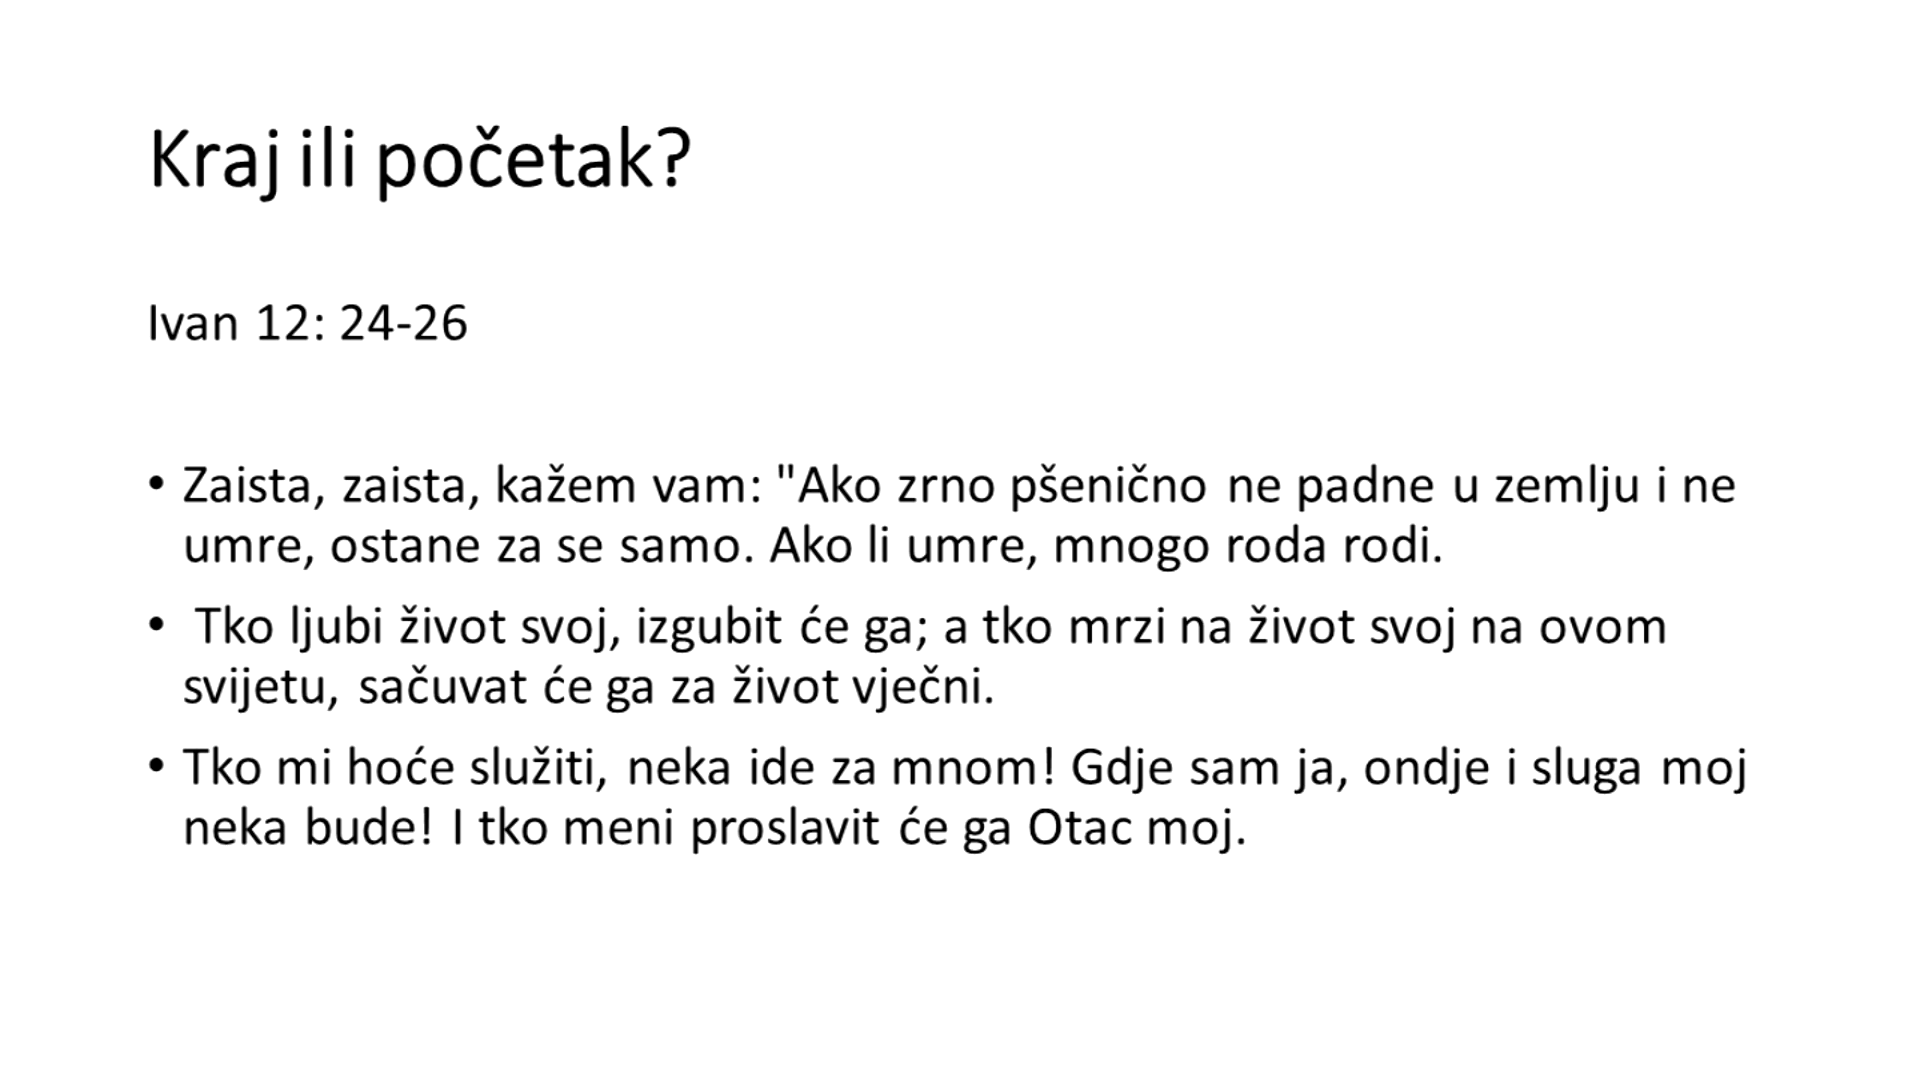 Kraj ili početak?
Ivan 12: 24-26
• Zaista, zaista, kažem vam: "Ako zrno pšenično ne padne u zemlju i ne
umre, ostane za se samo. Ako li umre, mnogo roda rodi.
• Tko ljubi život svoj, izgubit će ga; a tko mrzi na život svoj na ovom
svijetu, sačuvat će ga za život vječni.
• Tko mi hoće služiti, neka ide za mnom! Gdje sam ja, ondje i sluga moj
neka bude! I tko meni proslavit će ga Otac moj.